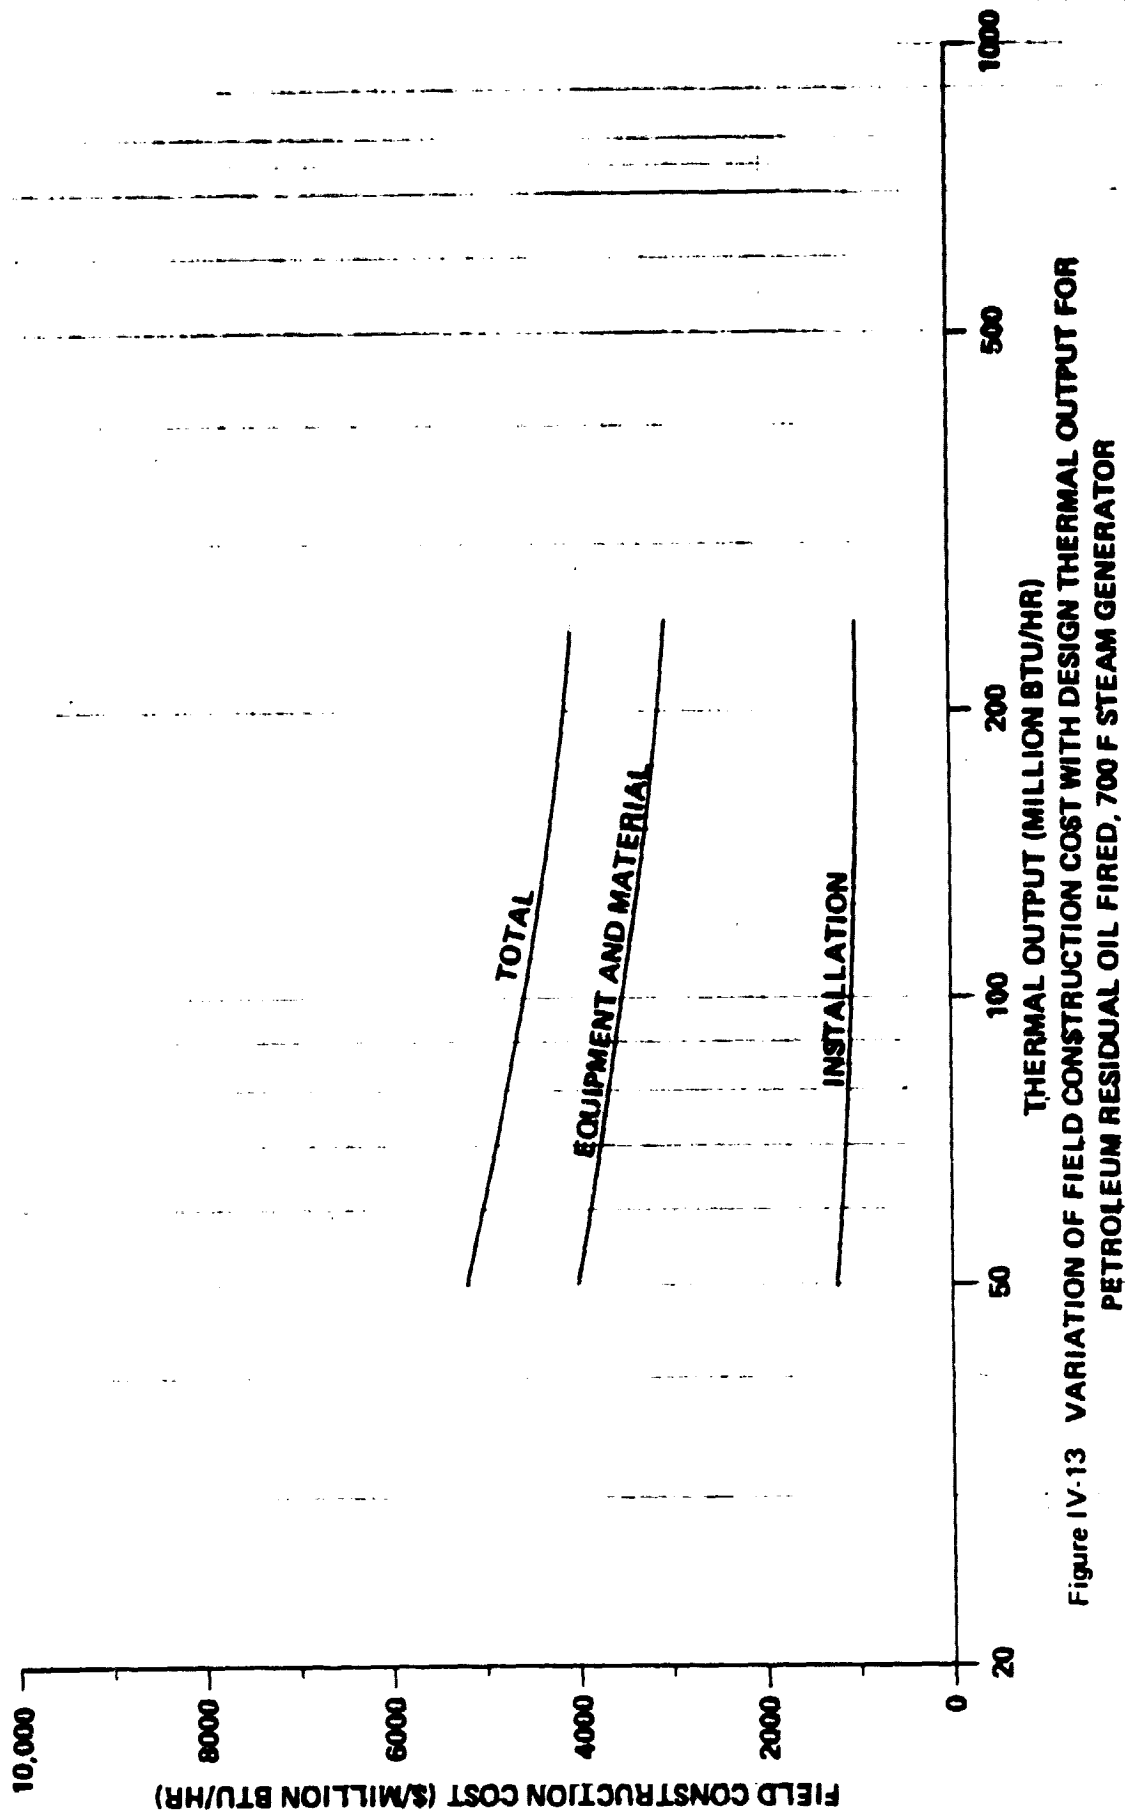 FIELD CONSTRUCTION COST ($/MILLION BTU/HR)
10,000
8000
6000
4000
2000
0
TOTAL
EQUIPMENT AND MATERIAL
INSTALLATION
20
50
100
200
500
1000
THERMAL OUTPUT (MILLION BTU/HR)
Figure IV-13 VARIATION OF FIELD CONSTRUCTION COST WITH DESIGN THERMAL OUTPUT FOR
PETROLEUM RESIDUAL OIL FIRED, 700 F STEAM GENERATOR